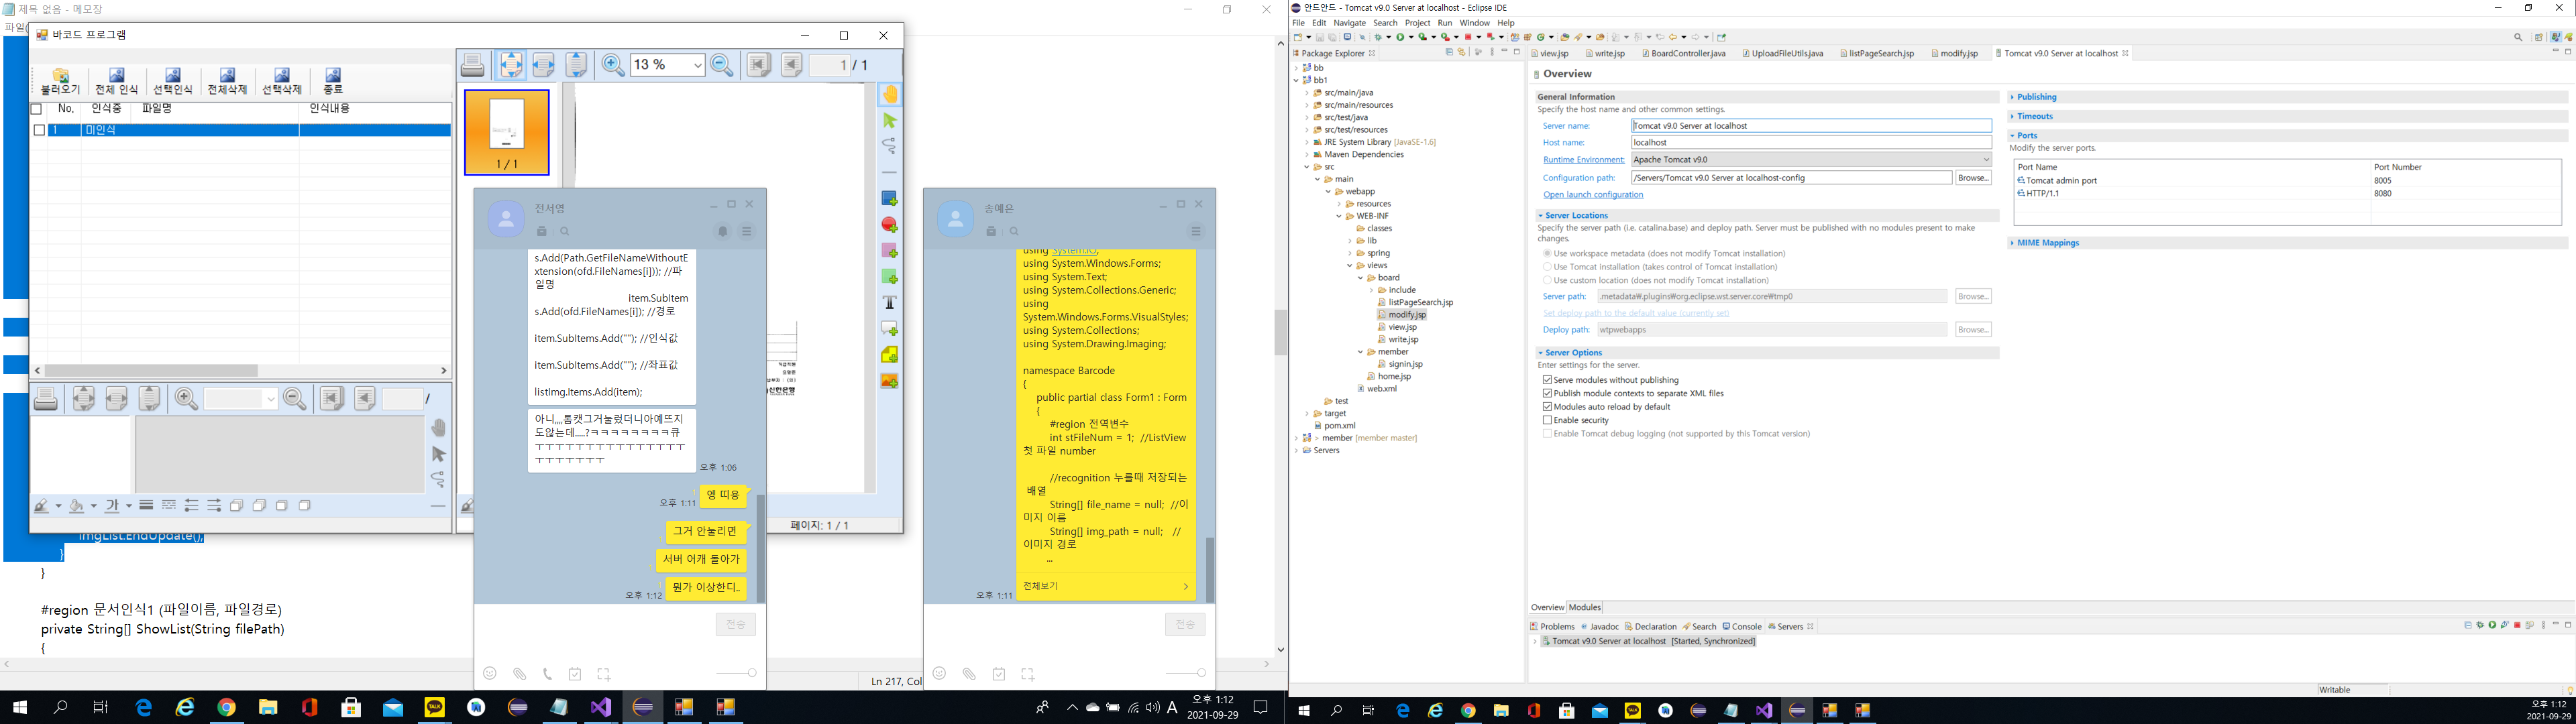 제목 없음 - 메모장
파일(
바코드 프로그램
불러오기 전체 인식 선택인식 전체삭제 선택삭제 종료
No. 인식중 파일명 인식내용
1 미인식
13 %
1 / 1
1 / 1
/
가
페이지: 1 / 1
imgList.EndUpdate();
}
}
#region 문서인식1 (파일이름, 파일경로)
private String[] ShowList(String filePath)
{
Ln 217, Col
전서영
s.Add(Path.GetFileNameWithoutE
xtension(ofd.FileNames[i])); //파
일명
item.SubItem
s.Add(ofd.FileNames[i]); //경로
item.SubItems.Add(""); //인식값
item.SubItems.Add(""); //좌표값
listImg.Items.Add(item);
아니,,,,톰캣그거눌렀더니아예뜨지
도않는데.....?ㅋㅋㅋㅋㅋㅋㅋㅋ큐
ㅜㅜㅜㅜㅜㅜㅜㅜㅜㅜㅜㅜㅜㅜㅜ
ㅜㅜㅜㅜㅜㅜㅜ
오후 1:06
엥 띠용
오후 1:11
그거 안눌리면
서버 어캐 돌아가
뭔가 이상한디..
오후 1:12
전송
송예은
using System.IO;
using System.Windows.Forms;
using System.Text;
using System.Collections.Generic;
using
System.Windows.Forms.VisualStyles;
using System.Collections;
using System.Drawing.Imaging;
namespace Barcode
{
public partial class Form1 : Form
{
#region 전역변수
int stFileNum = 1; //ListView
첫 파일 number
//recognition 누를때 저장되는
배열
String[] file_name = null; //이
미지 이름
String[] img_path = null; //
이미지 경로
...
전체보기
오후 1:11
전송
A
오후 1:12
2021-09-29
안드안드 - Tomcat v9.0 Server at localhost - Eclipse IDE
File Edit Navigate Search Project Run Window Help
Package Explorer
bb
bb1
src/main/java
src/main/resources
src/test/java
src/test/resources
JRE System Library [JavaSE-1.6]
Maven Dependencies
src
main
webapp
resources
WEB-INF
classes
lib
spring
views
board
include
listPageSearch.jsp
modify.jsp
view.jsp
write.jsp
member
signin.jsp
home.jsp
web.xml
test
target
pom.xml
> member [member master]
Servers
view.jsp write.jsp BoardController.java UploadFileUtils.java listPageSearch.jsp modify.jsp Tomcat v9.0 Server at localhost
Overview
General Information
Specify the host name and other common settings.
Server name: Tomcat v9.0 Server at localhost
Host name: localhost
Runtime Environment: Apache Tomcat v9.0
Configuration path: /Servers/Tomcat v9.0 Server at localhost-config Browse...
Open launch configuration
Server Locations
Specify the server path (i.e. catalina.base) and deploy path. Server must be published with no modules present to make
changes.
Use workspace metadata (does not modify Tomcat installation)
Use Tomcat installation (takes control of Tomcat installation)
Use custom location (does not modify Tomcat installation)
Server path: .metadata₩.plugins₩org.eclipse.wst.server.core₩tmp0 Browse...
Set deploy path to the default value (currently set)
Deploy path: wtpwebapps Browse...
Server Options
Enter settings for the server.
Serve modules without publishing
Publish module contexts to separate XML files
Modules auto reload by default
Enable security
Enable Tomcat debug logging (not supported by this Tomcat version)
Publishing
Timeouts
Ports
Modify the server ports.
Port Name Port Number
Tomcat admin port 8005
HTTP/1.1 8080
MIME Mappings
Overview Modules
Problems Javadoc Declaration Search Console Servers
Tomcat v9.0 Server at localhost [Started, Synchronized]
Writable
오후 1:12
2021-09-29